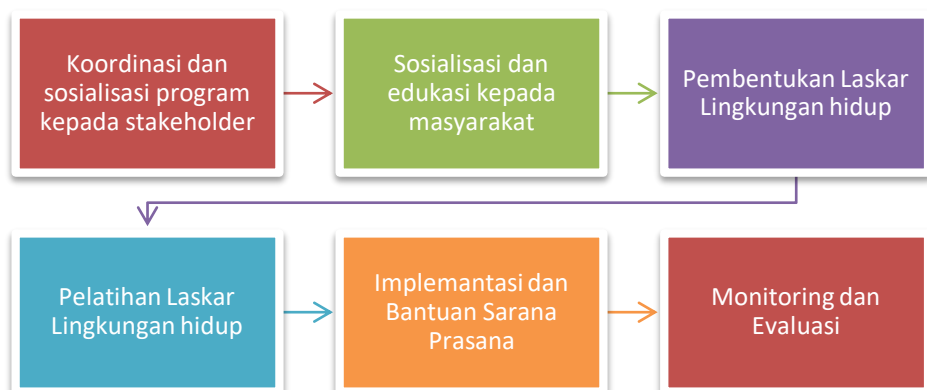 Koordinasi dan
sosialisasi program
kepada stakeholder
Sosialisasi dan
edukasi kepada
masyarakat
Pembentukan Laskar
Lingkungan hidup
Pelatihan Laskar
Lingkungan hidup
Implemantasi dan
Bantuan Sarana
Prasana
Monitoring dan
Evaluasi